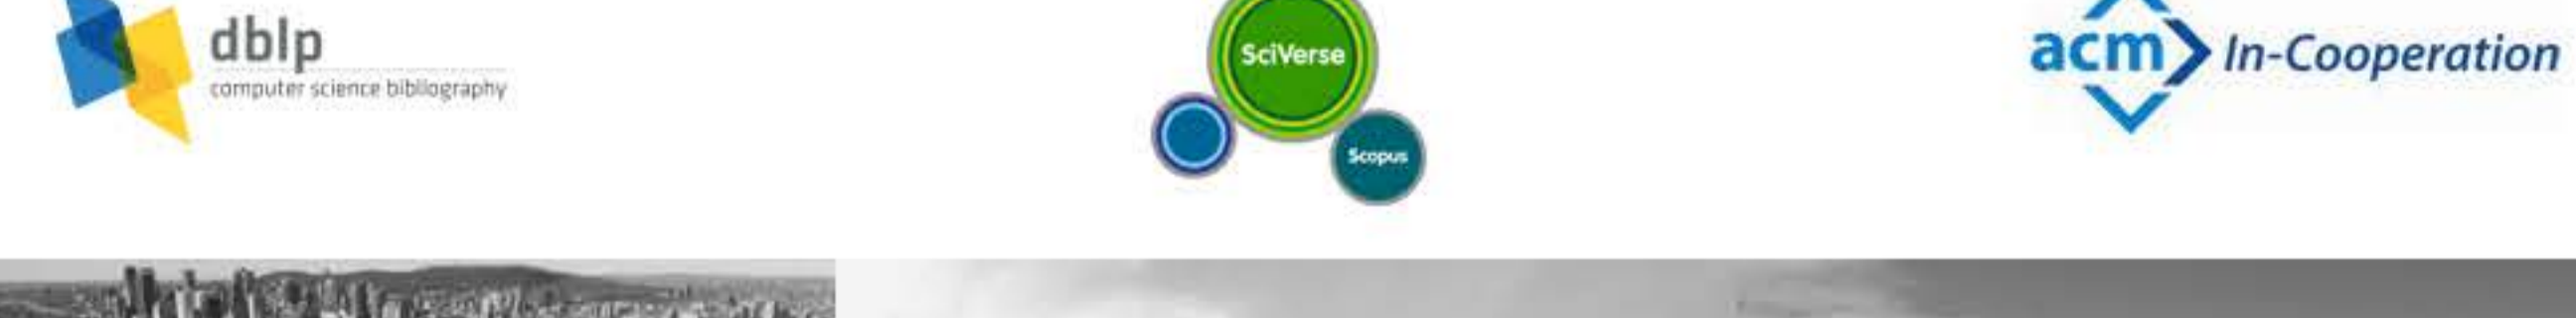 dblp
computer science bibliography
SciVerse
Scopus
acm In-Cooperation